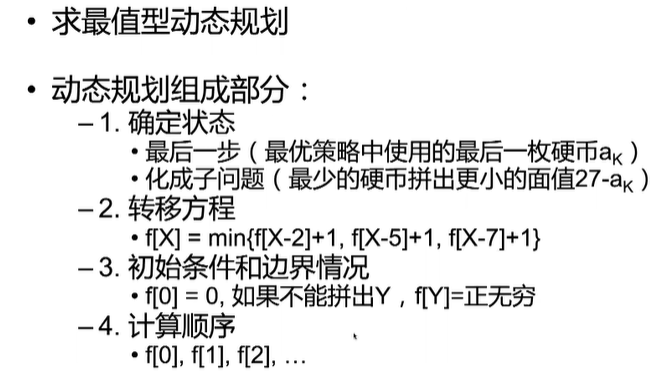 • 求最值型动态规划
• 动态规划组成部分：
– 1. 确定状态
• 最后一步（最优策略中使用的最后一枚硬币aK）
• 化成子问题（最少的硬币拼出更小的面值27-aK）
– 2. 转移方程
• f[X] = min{f[X-2]+1, f[X-5]+1, f[X-7]+1}
– 3. 初始条件和边界情况
• f[0] = 0, 如果不能拼出Y，f[Y]=正无穷
– 4. 计算顺序
• f[0], f[1], f[2], …